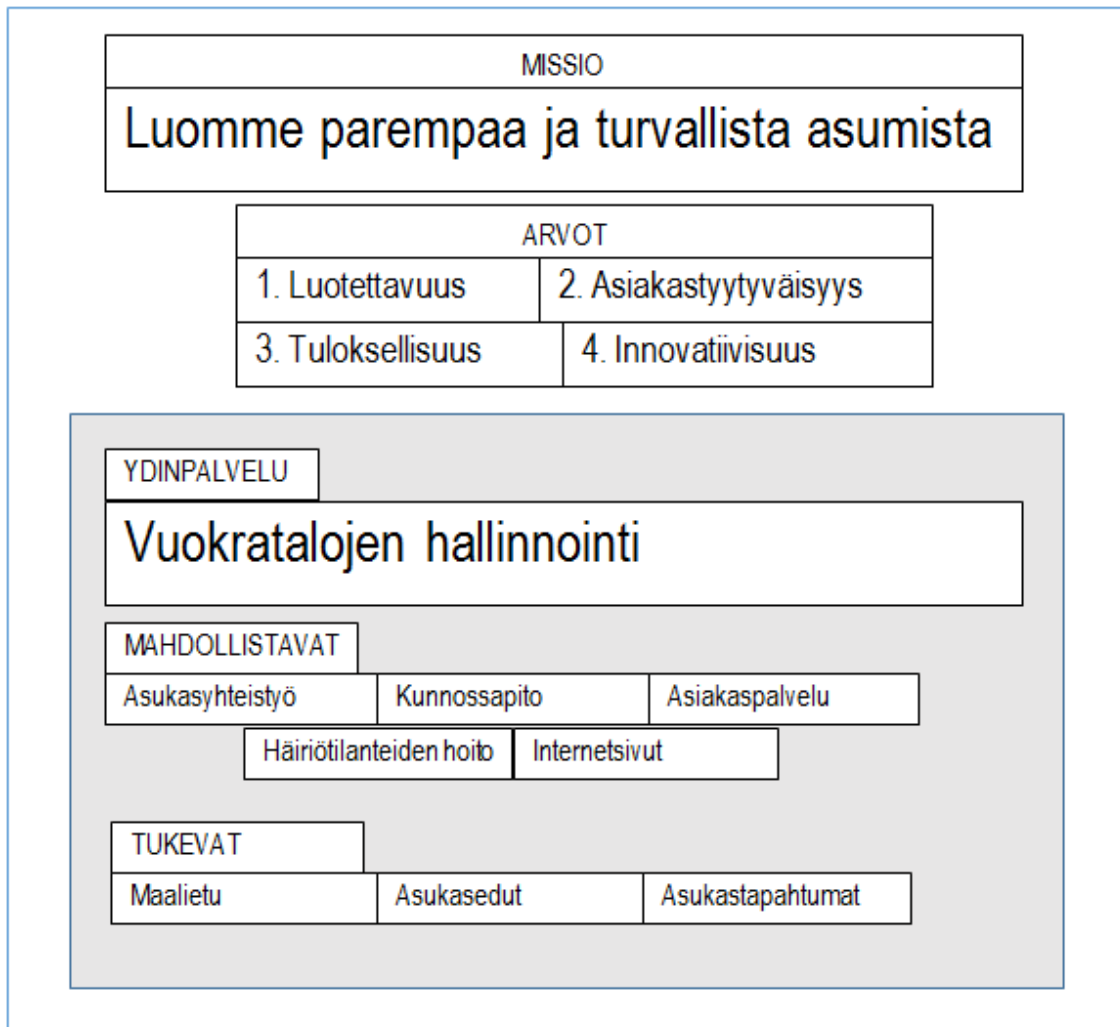 MISSIO
Luomme parempaa ja turvallista asumista
ARVOT
1. Luotettavuus
2. Asiakastyytyväisyys
3. Tuloksellisuus
4. Innovatiivisuus
YDINPALVELU
Vuokratalojen hallinnointi
MAHDOLLISTAVAT
Asukasyhteistyö
Kunnossapito
Asiakaspalvelu
Häiriötilanteiden hoito
Internetsivut
TUKEVAT
Maalietu
Asukasedut
Asukastapahtumat